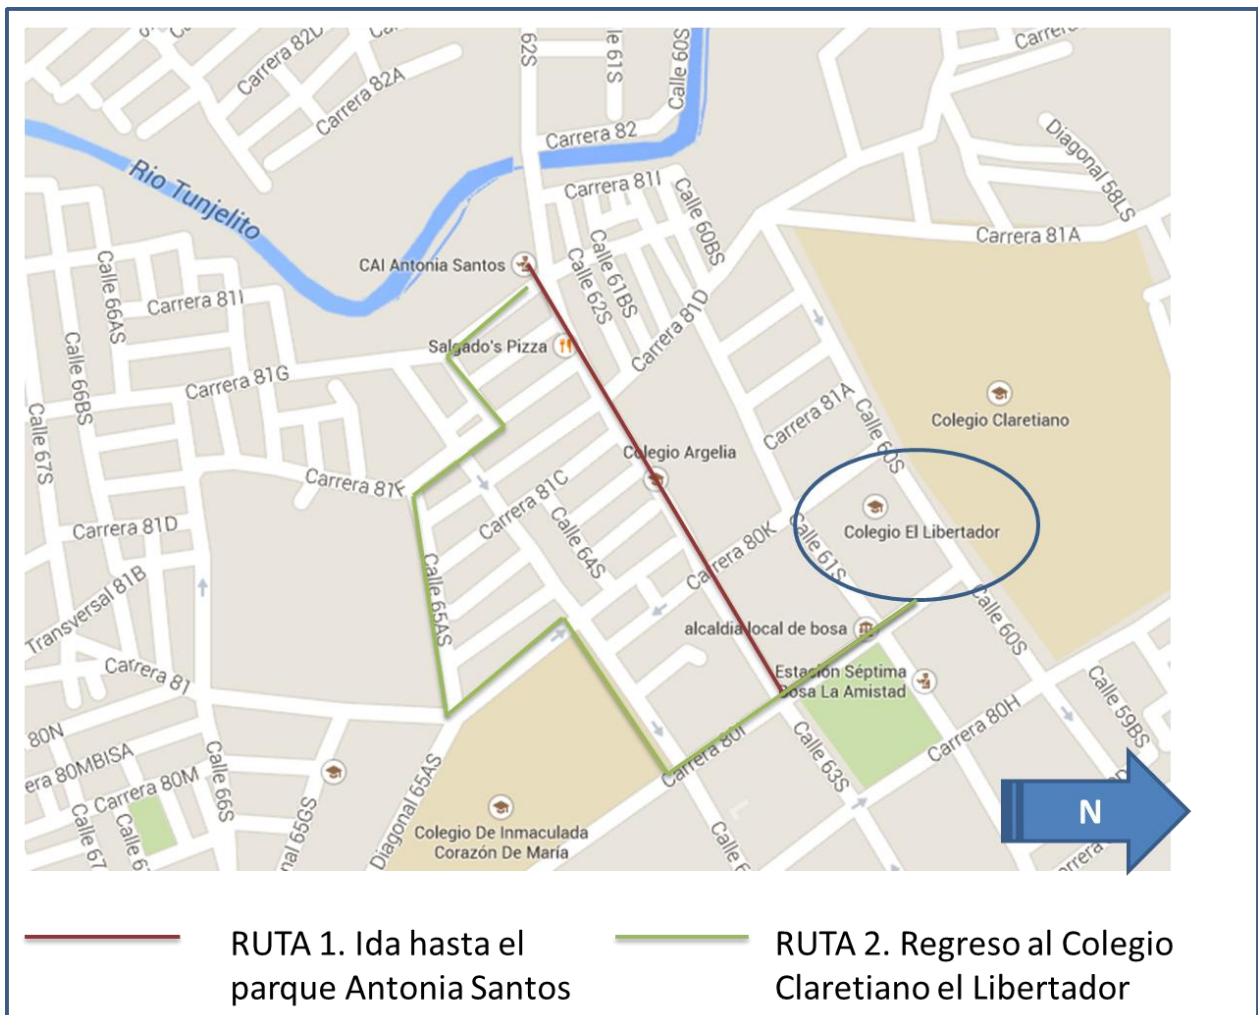 Carrera 82D
62S
Calle 60S
Carrera 82A
Carrera 82
Diagonal 58LS
Rio Tunjelito
Carrera 81I
Calle 60BS
Carrera 81A
CAI Antonia Santos
Calle 66AS
Calle 61BS
Calle 62S
Carrera 81I
Carrera 81D
Salgado's Pizza
Calle 66BS
Carrera 81G
Carrera 81A
Colegio Claretiano
Calle 67S
Colegio Argelia
Calle 60S
Carrera 81F
Carrera 81C
Carrera 81D
Calle 64S
Carrera 80K
Calle 61S
Colegio El Libertador
Transversal 81B
Calle 65AS
alcaldia local de bosa
Calle 60S
Carrera 81
Estación Séptima
Bosa La Amistad
Calle 59BS
80N
Carrera 80I
Carrera 80H
Calle 63S
era 80MBISA
Carrera 80M
Calle 66S
Diagonal 65AS
N
Calle 67
nal 65GS
Colegio De Inmaculada
Corazón De María
RUTA 1. Ida hasta el
parque Antonia Santos
RUTA 2. Regreso al Colegio
Claretiano el Libertador